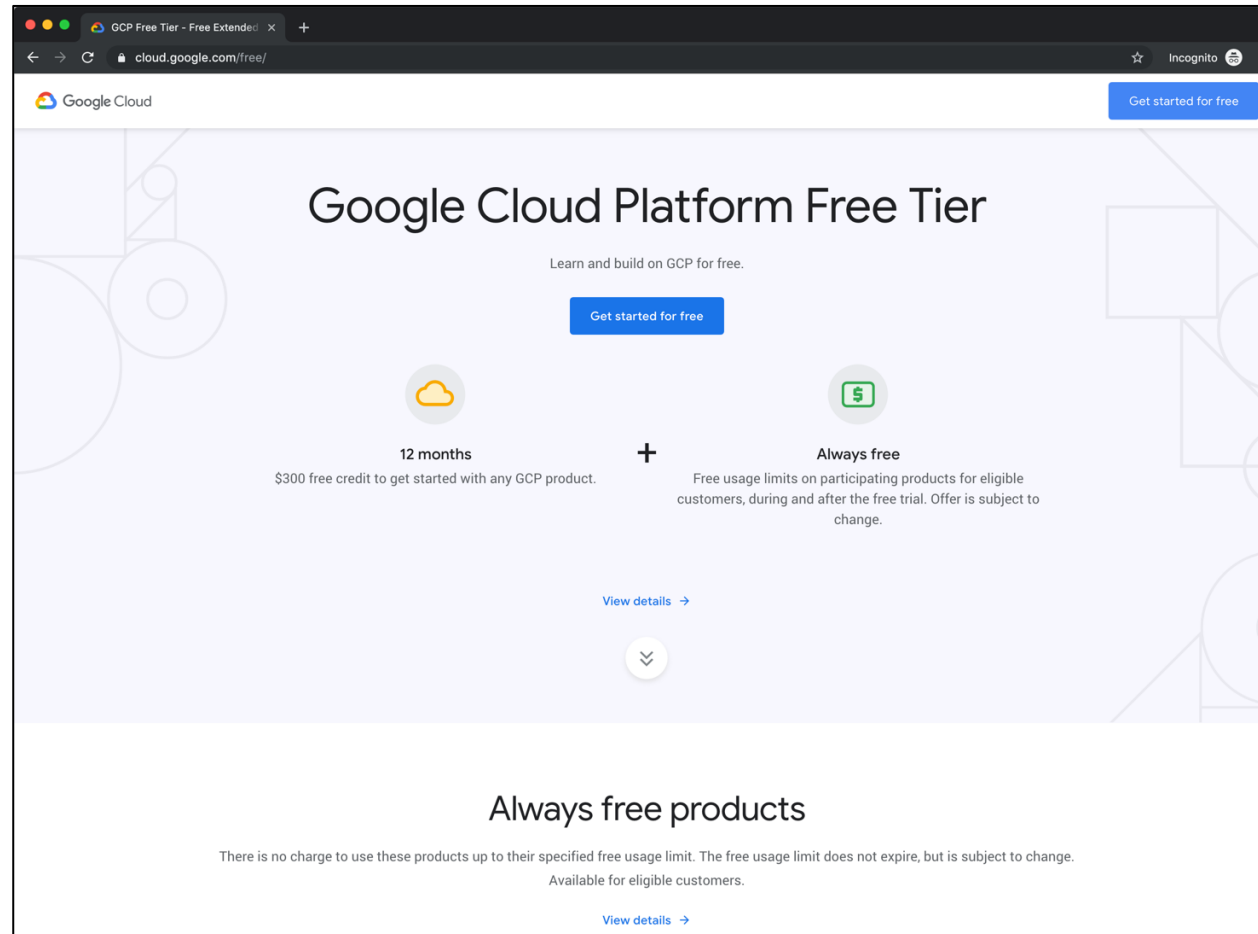 GCP Free Tier - Free Extended
cloud.google.com/free/
Incognito
Google Cloud
Get started for free
Google Cloud Platform Free Tier
Learn and build on GCP for free.
Get started for free
12 months
$300 free credit to get started with any GCP product.
+
Always free
Free usage limits on participating products for eligible
customers, during and after the free trial. Offer is subject to
change.
View details →
Always free products
There is no charge to use these products up to their specified free usage limit. The free usage limit does not expire, but is subject to change.
Available for eligible customers.
View details →